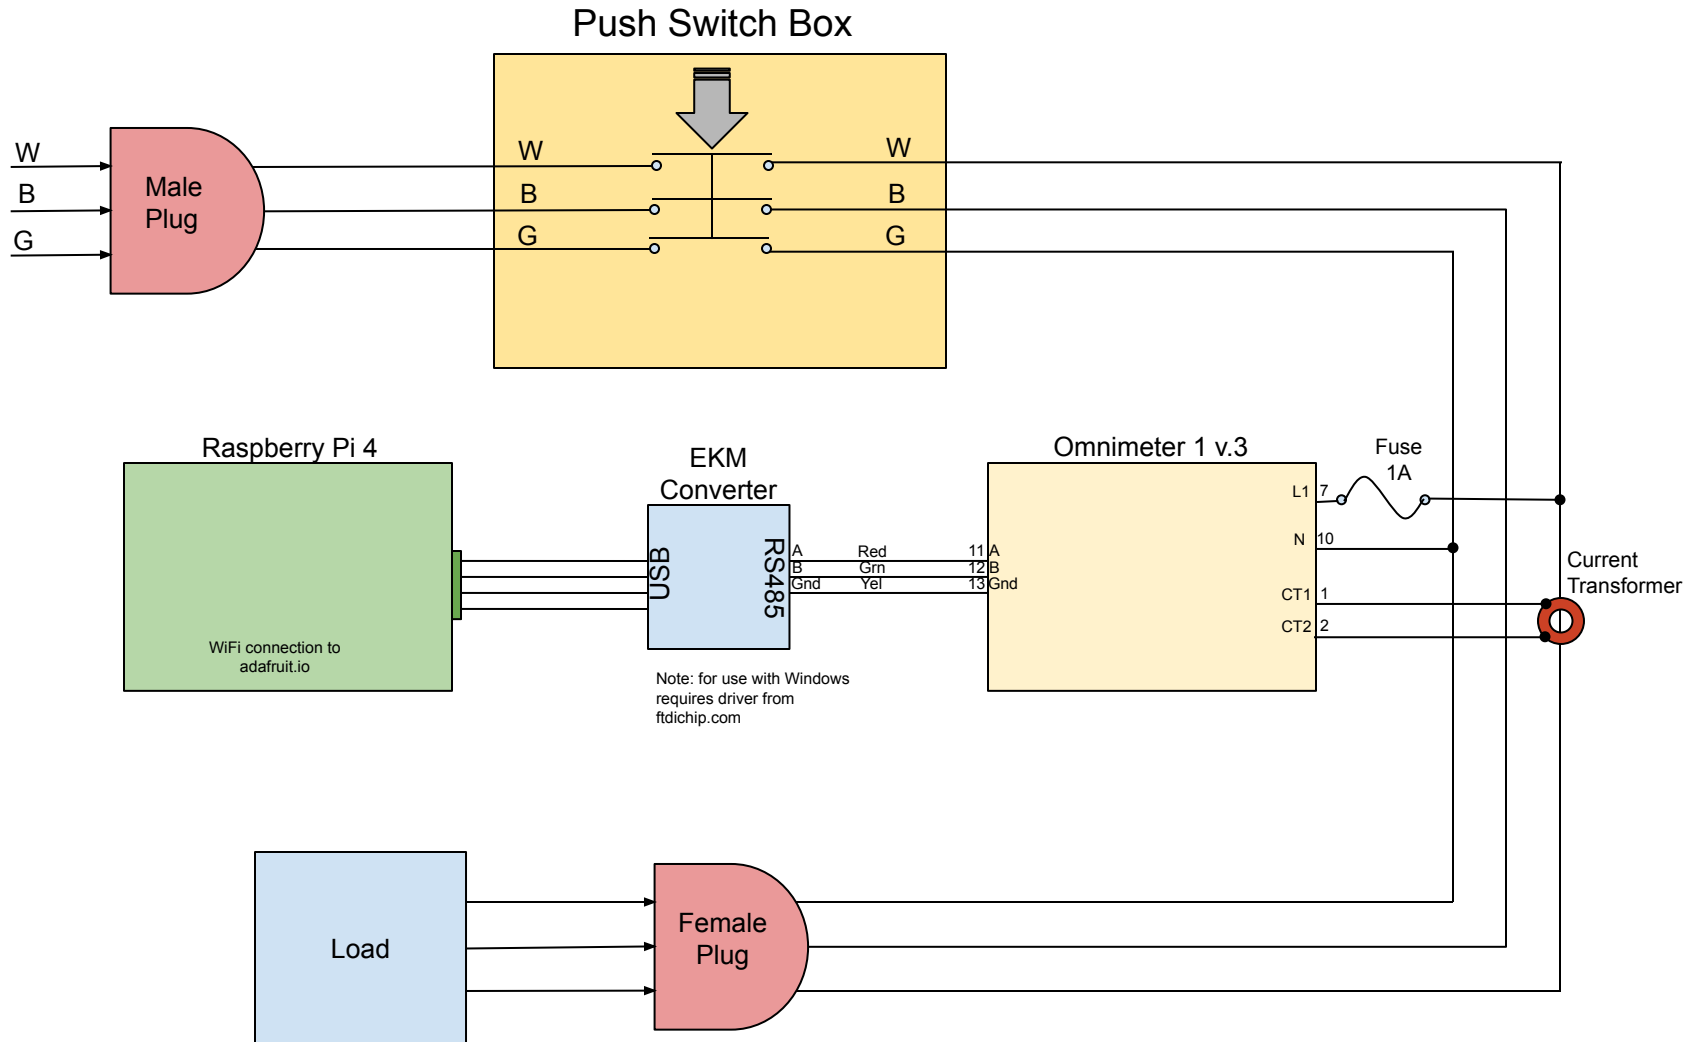 Push Switch Box
W
B
G
Male
Plug
W
B
G
W
B
G
Raspberry Pi 4
WiFi connection to
adafruit.io
EKM
Converter
USB
RS485
A
B
Gnd
Red
Grn
Yel
Note: for use with Windows
requires driver from
ftdichip.com
Omnimeter 1 v.3
11 A
12 B
13 Gnd
L1 7
N 10
CT1 1
CT2 2
Fuse
1A
Current
Transformer
Load
Female
Plug